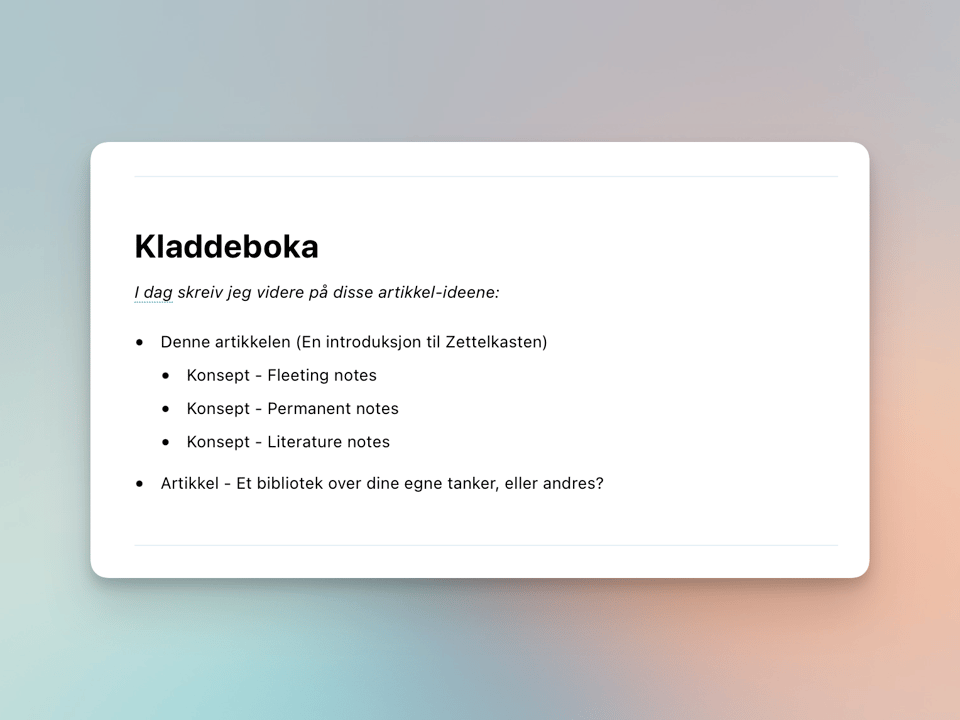 Kladdeboka
I dag skreiv jeg videre på disse artikkel-ideene:
• Denne artikkelen (En introduksjon til Zettelkasten)
• Konsept - Fleeting notes
• Konsept - Permanent notes
• Konsept - Literature notes
• Artikkel - Et bibliotek over dine egne tanker, eller andres?